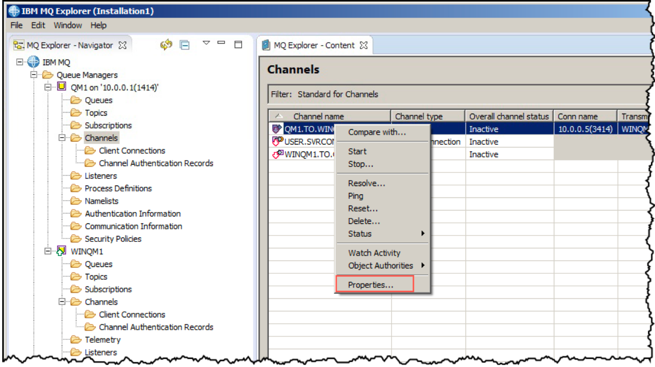 IBM MQ Explorer (Installation1)
File Edit Window Help
MQ Explorer - Navigator
IBM MQ
Queue Managers
QM1 on '10.0.0.1(1414)'
Queues
Topics
Subscriptions
Channels
Client Connections
Channel Authentication Records
Listeners
Process Definitions
Namelists
Authentication Information
Communication Information
Security Policies
WINQM1
Queues
Topics
Subscriptions
Channels
Client Connections
Channel Authentication Records
Telemetry
Listeners
MQ Explorer - Content
Channels
Filter: Standard for Channels
Channel name Channel type Overall channel status Conn name Transm
QM1.TO.WINQ Inactive 10.0.0.5(3414) WINQM
USER.SVRCON nnection Inactive
WINQM1.TO. Inactive
Compare with...
Start
Stop...
Resolve...
Ping
Reset...
Delete...
Status
Watch Activity
Object Authorities
Properties...